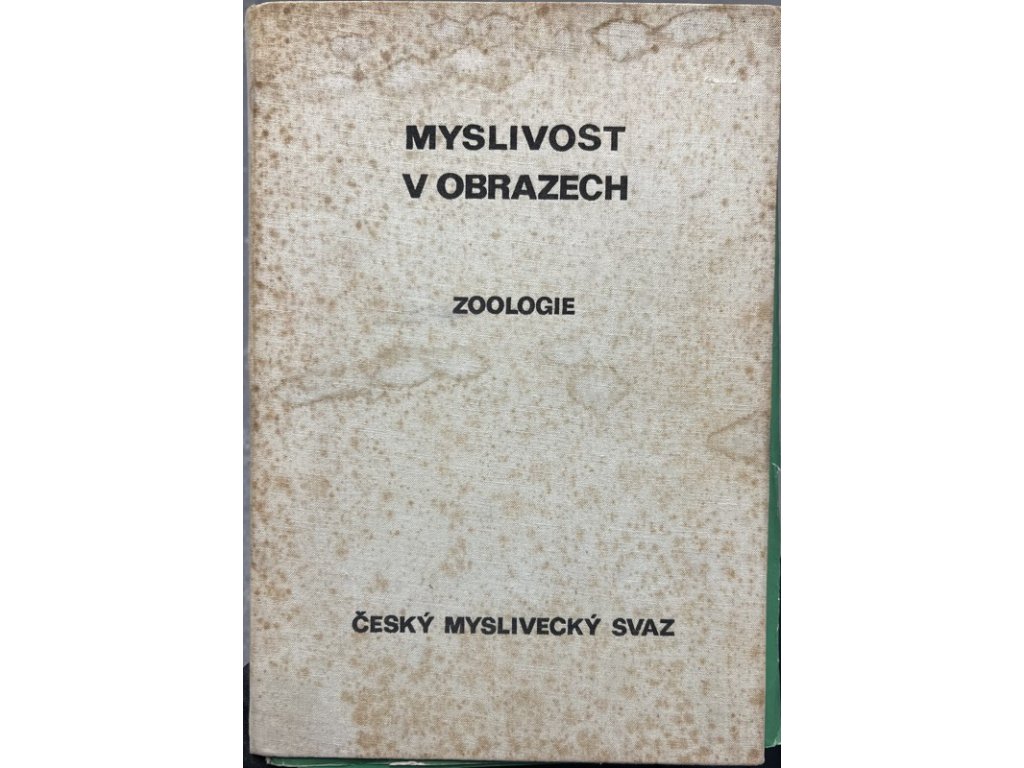 MYSLIVOST
V OBRAZECH
ZOOLOGIE
ČESKÝ MYSLIVECKÝ SVAZ